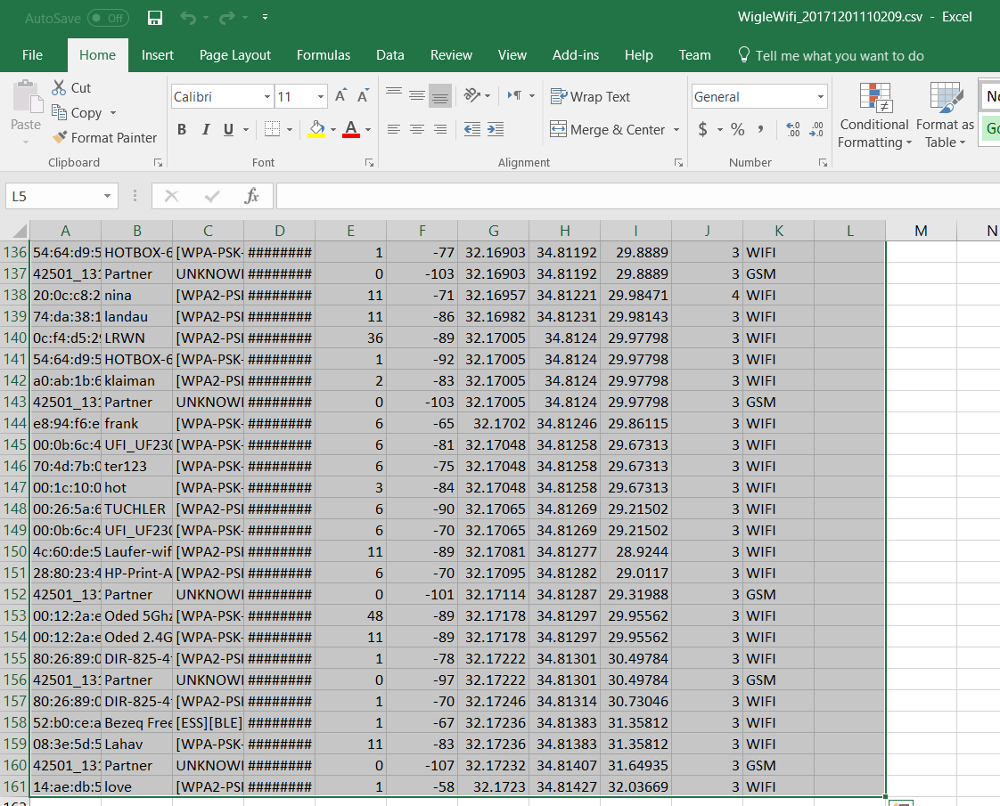 AutoSave Off WigleWifi_20171201110209.csv - Excel
File Home Insert Page Layout Formulas Data Review View Add-ins Help Team Tell me what you want to do
Cut
Copy
Format Painter
Paste
Clipboard
Calibri 11
B I U A
Font
Wrap Text
Merge & Center
Alignment
General
$ % ,
Number
Conditional Formatting
Format as Table
L5 fx
A B C D E F G H I J K L M N
136 54:64:d9:5 HOTBOX-6 [WPA-PSK- ######## 1 -77 32.16903 34.81192 29.8889 3 WIFI
137 42501_131 Partner UNKNOWN ######## 0 -103 32.16903 34.81192 29.8889 3 GSM
138 20:0c:c8:2 nina [WPA2-PSK ######## 11 -71 32.16957 34.81221 29.98471 4 WIFI
139 74:da:38:1 landau [WPA2-PSK ######## 11 -86 32.16982 34.81231 29.98143 3 WIFI
140 0c:f4:d5:29 LRWN [WPA2-PSK ######## 36 -89 32.17005 34.8124 29.97798 3 WIFI
141 54:64:d9:5 HOTBOX-6 [WPA-PSK- ######## 1 -92 32.17005 34.8124 29.97798 3 WIFI
142 a0:ab:1b:6 klaiman [WPA2-PSK ######## 2 -83 32.17005 34.8124 29.97798 3 WIFI
143 42501_131 Partner UNKNOWN ######## 0 -103 32.17005 34.8124 29.97798 3 GSM
144 e8:94:f6:e frank [WPA-PSK- ######## 6 -65 32.1702 34.81246 29.86115 3 WIFI
145 00:0b:6c:4 UFI_UF230 [WPA-PSK- ######## 6 -81 32.17048 34.81258 29.67313 3 WIFI
146 70:4d:7b:0 ter123 [WPA-PSK- ######## 6 -75 32.17048 34.81258 29.67313 3 WIFI
147 00:1c:10:0 hot [WPA-PSK- ######## 3 -84 32.17048 34.81258 29.67313 3 WIFI
148 00:26:5a:6 TUCHLER [WPA2-PSK ######## 6 -90 32.17065 34.81269 29.21502 3 WIFI
149 00:0b:6c:4 UFI_UF230 [WPA-PSK- ######## 6 -70 32.17065 34.81269 29.21502 3 WIFI
150 4c:60:de:5 Laufer-wif [WPA2-PSK ######## 11 -89 32.17081 34.81277 28.9244 3 WIFI
151 28:80:23:4 HP-Print-A [WPA2-PSK ######## 6 -70 32.17095 34.81282 29.0117 3 WIFI
152 42501_131 Partner UNKNOWN ######## 0 -101 32.17114 34.81287 29.31988 3 GSM
153 00:12:2a:e Oded 5Ghz [WPA-PSK- ######## 48 -89 32.17178 34.81297 29.95562 3 WIFI
154 00:12:2a:e Oded 2.4G [WPA-PSK- ######## 11 -89 32.17178 34.81297 29.95562 3 WIFI
155 80:26:89:0 DIR-825-4 [WPA2-PSK ######## 1 -78 32.17222 34.81301 30.49784 3 WIFI
156 42501_131 Partner UNKNOWN ######## 0 -97 32.17222 34.81301 30.49784 3 GSM
157 80:26:89:0 DIR-825-4 [WPA2-PSK ######## 1 -70 32.17246 34.81314 30.73046 3 WIFI
158 52:b0:ce:a Bezeq Free [ESS][BLE] ######## 1 -67 32.17236 34.81383 31.35812 3 WIFI
159 08:3e:5d:5 Lahav [WPA-PSK- ######## 11 -83 32.17236 34.81383 31.35812 3 WIFI
160 42501_131 Partner UNKNOWN ######## 0 -107 32.17232 34.81407 31.64935 3 GSM
161 14:ae:db:5 love [WPA2-PSK ######## 1 -58 32.1723 34.81427 32.03669 3 WIFI